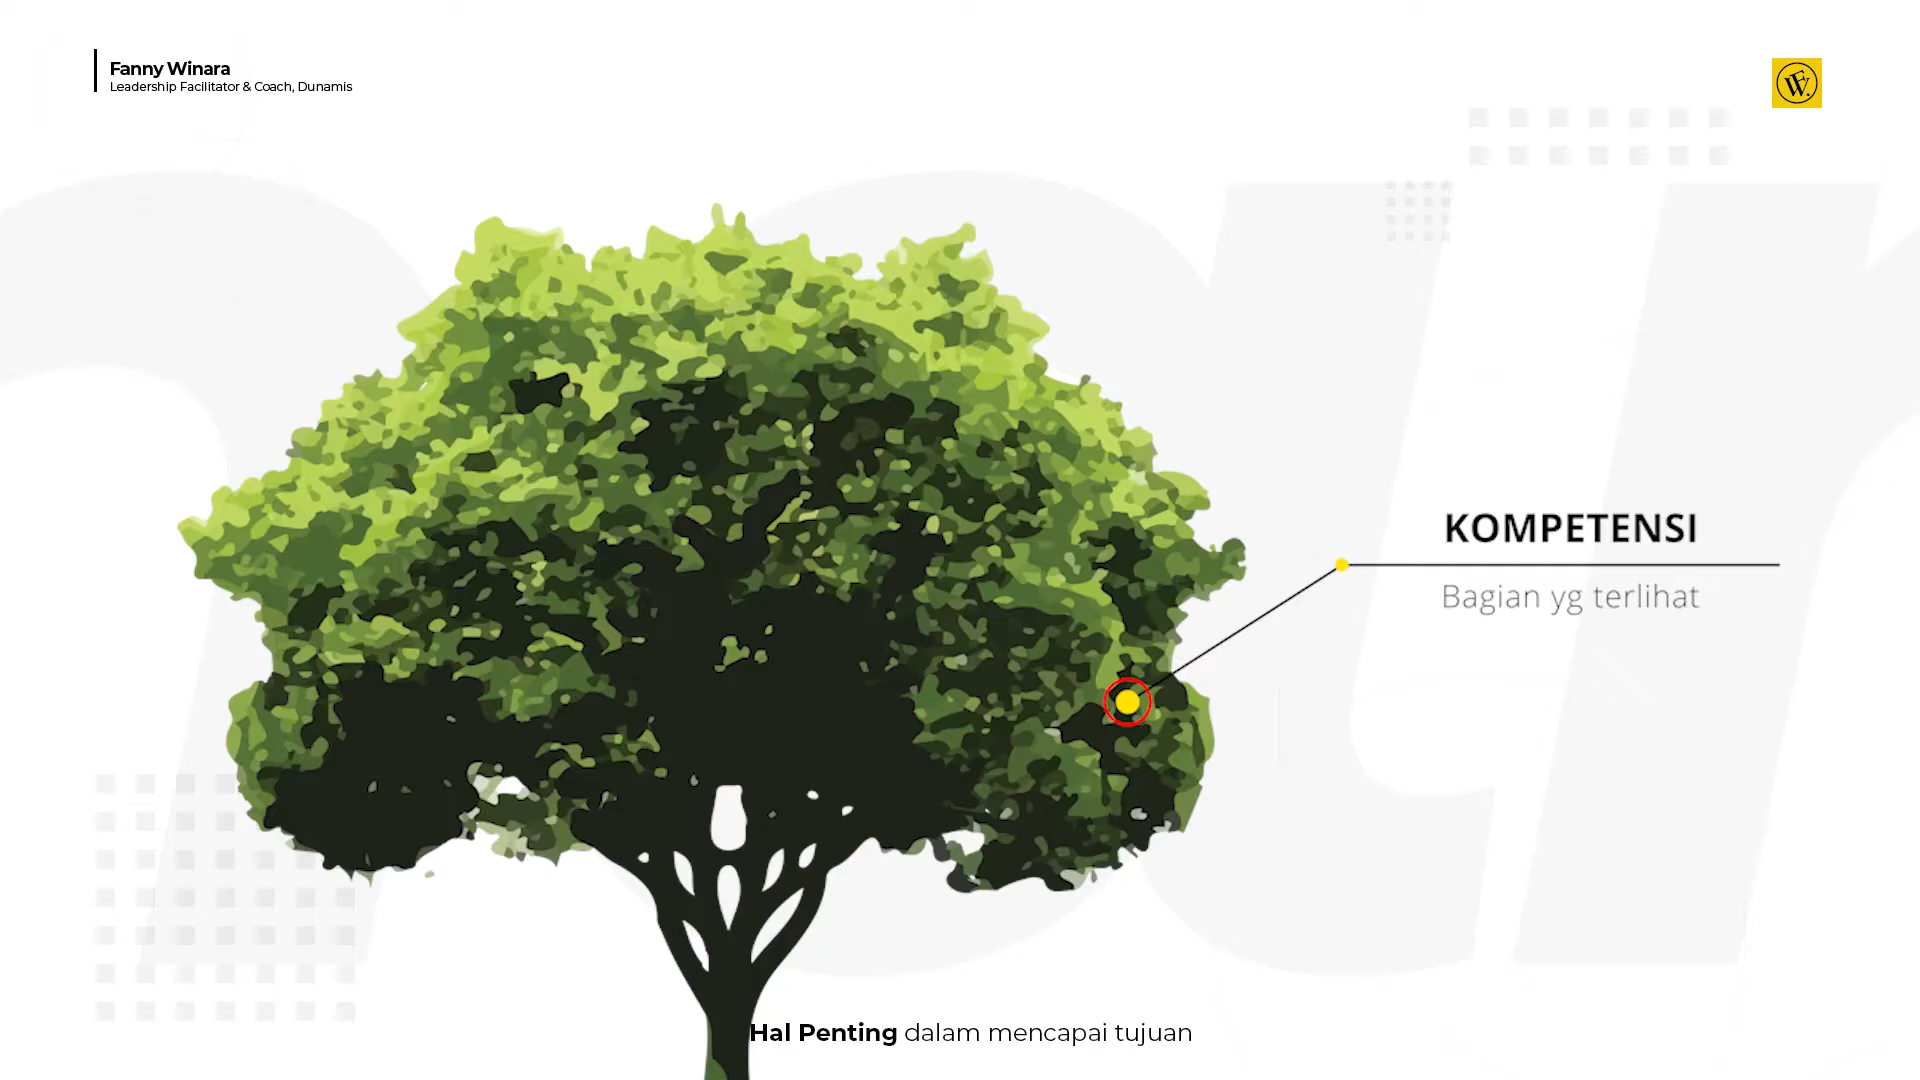 Fanny Winara
Leadership Facilitator & Coach, Dunamis
KOMPETENSI
Bagian yg terlihat
Hal Penting dalam mencapai tujuan